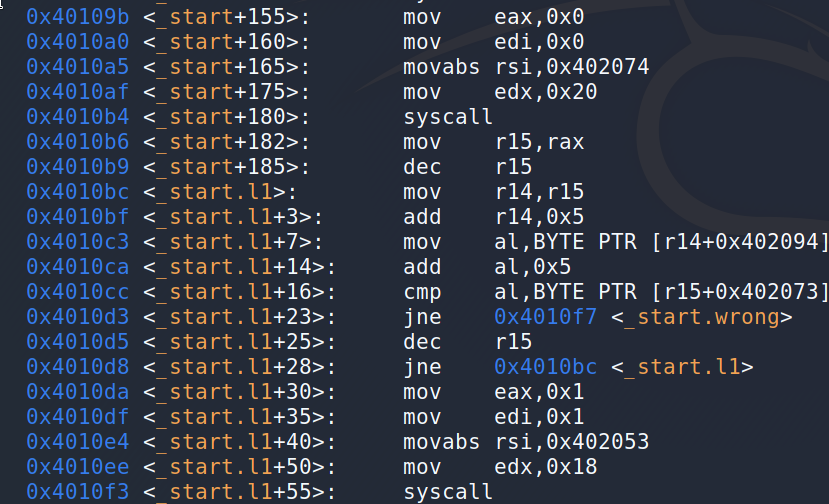 0x40109b <_start+155>: mov eax,0x0
0x4010a0 <_start+160>: mov edi,0x0
0x4010a5 <_start+165>: movabs rsi,0x402074
0x4010af <_start+175>: mov edx,0x20
0x4010b4 <_start+180>: syscall
0x4010b6 <_start+182>: mov r15,rax
0x4010b9 <_start+185>: dec r15
0x4010bc <_start.l1>: mov r14,r15
0x4010bf <_start.l1+3>: add r14,0x5
0x4010c3 <_start.l1+7>: mov al,BYTE PTR [r14+0x402094]
0x4010ca <_start.l1+14>: add al,0x5
0x4010cc <_start.l1+16>: cmp al,BYTE PTR [r15+0x402073]
0x4010d3 <_start.l1+23>: jne 0x4010f7 <_start.wrong>
0x4010d5 <_start.l1+25>: dec r15
0x4010d8 <_start.l1+28>: jne 0x4010bc <_start.l1>
0x4010da <_start.l1+30>: mov eax,0x1
0x4010df <_start.l1+35>: mov edi,0x1
0x4010e4 <_start.l1+40>: movabs rsi,0x402053
0x4010ee <_start.l1+50>: mov edx,0x18
0x4010f3 <_start.l1+55>: syscall